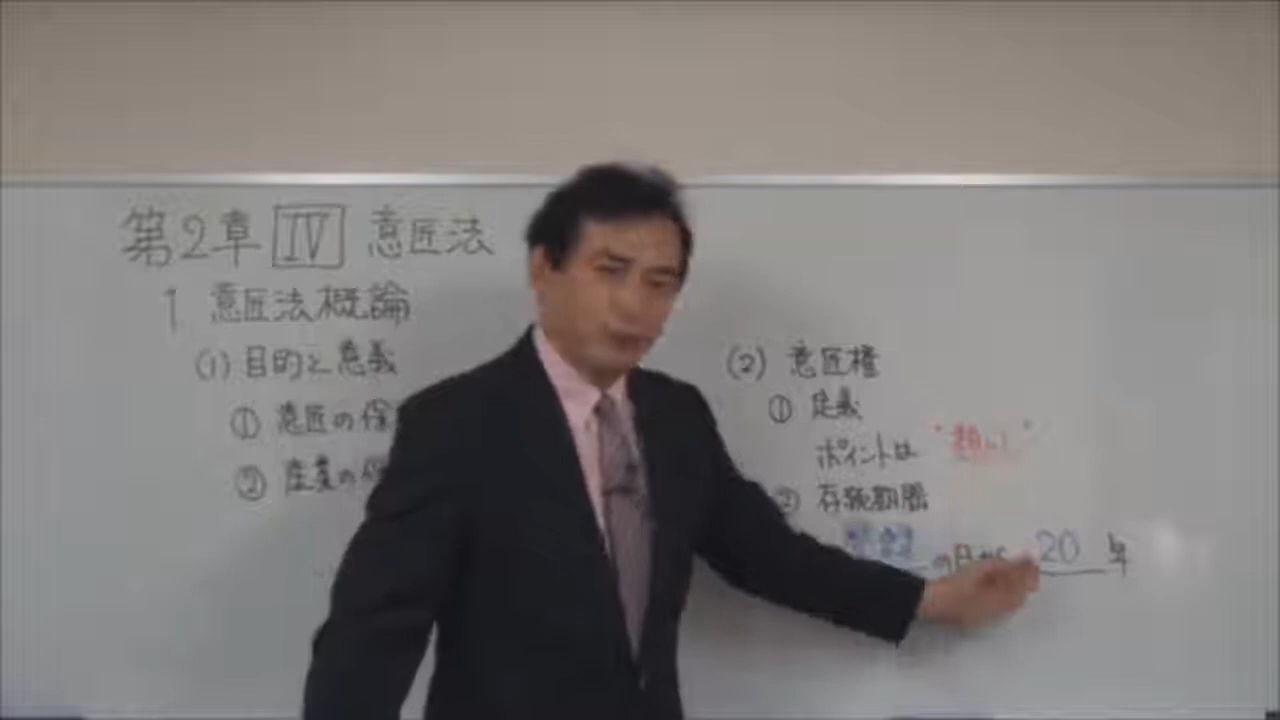 第2章 IV 意匠法
1 意匠法概論
(1) 目的と意義
① 意匠の保
② 産業の
(2) 意匠権
① 定義
ポイントは
② 存続期間
の日から 20 年